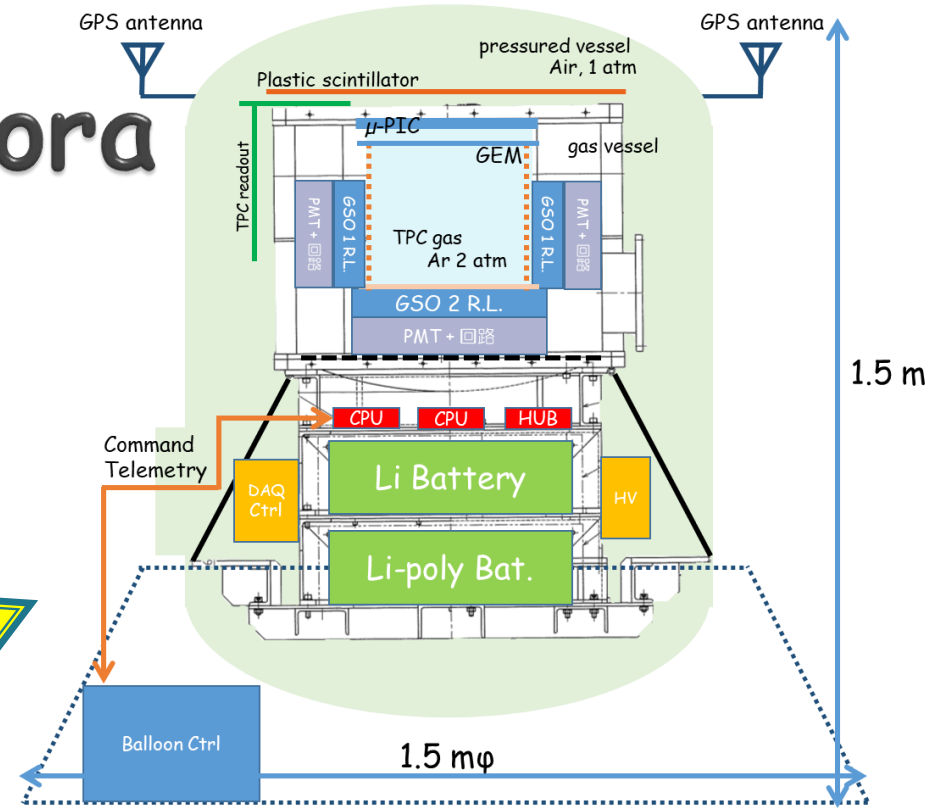 GPS antenna
GPS antenna
pressured vessel
Air, 1 atm
Plastic scintillator
ora
μ-PIC
GEM
gas vessel
TPC readout
PMT + 回路
GSO 1 R.L.
TPC gas
Ar 2 atm
GSO 1 R.L.
PMT + 回路
GSO 2 R.L.
PMT + 回路
1.5 m
CPU
CPU
HUB
Command
Telemetry
Li Battery
DAQ
Ctrl
HV
Li-poly Bat.
Balloon Ctrl
1.5 mφ